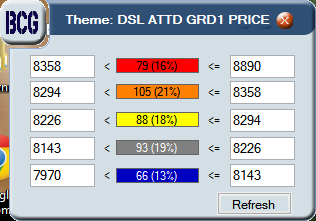 BCG
Theme: DSL ATTD GRD1 PRICE
8358 < 79 (16%) <= 8890
8294 < 105 (21%) <= 8358
8226 < 88 (18%) <= 8294
8143 < 93 (19%) <= 8226
7970 < 66 (13%) <= 8143
Refresh